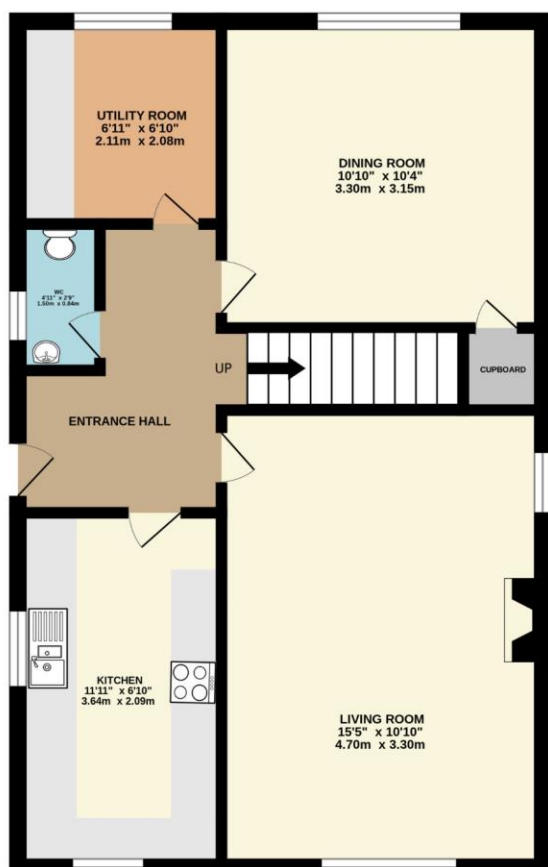 UTILITY ROOM
6'11" x 6'10"
2.11m x 2.08m
DINING ROOM
10'10" x 10'4"
3.30m x 3.15m
WC
4'11" x 2'9"
1.50m x 0.84m
UP
CUPBOARD
ENTRANCE HALL
KITCHEN
11'11" x 6'10"
3.64m x 2.09m
LIVING ROOM
15'5" x 10'10"
4.70m x 3.30m